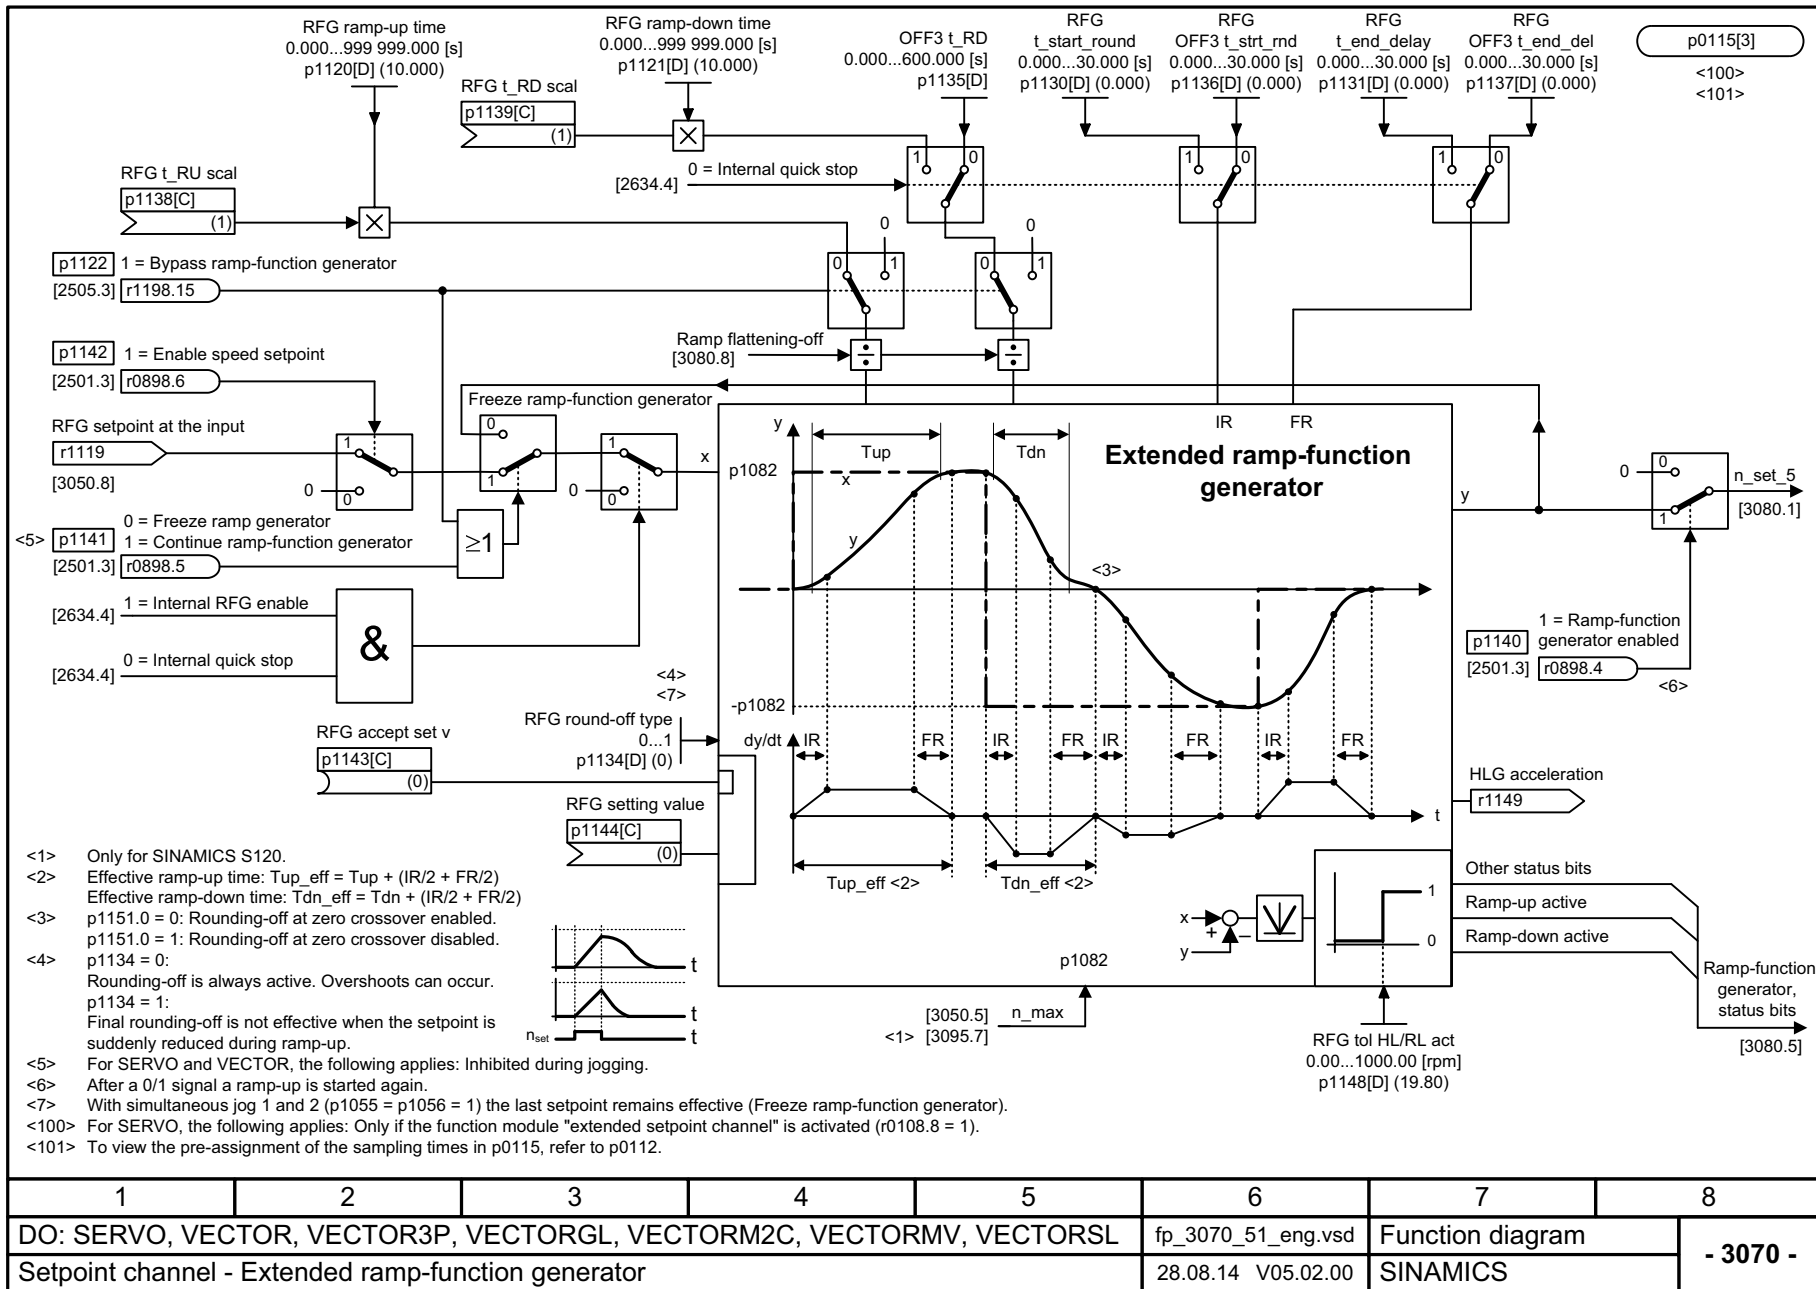 RFG ramp-up time
0.000...999 999.000 [s]
p1120[D] (10.000)
RFG ramp-down time
0.000...999 999.000 [s]
p1121[D] (10.000)
OFF3 t_RD
0.000...600.000 [s]
p1135[D]
RFG
t_start_round
0.000...30.000 [s]
p1130[D] (0.000)
RFG
OFF3 t_strt_rnd
0.000...30.000 [s]
p1136[D] (0.000)
RFG
t_end_delay
0.000...30.000 [s]
p1131[D] (0.000)
RFG
OFF3 t_end_del
0.000...30.000 [s]
p1137[D] (0.000)
p0115[3]
<100>
<101>
RFG t_RD scal
p1139[C]
(1)
×
1 0
1 0
1 0
[2634.4] 0 = Internal quick stop
RFG t_RU scal
p1138[C]
(1)
×
0
0
0 1
0 1
p1122 1 = Bypass ramp-function generator
[2505.3] r1198.15
Ramp flattening-off
[3080.8]
÷
÷
p1142 1 = Enable speed setpoint
[2501.3] r0898.6
Freeze ramp-function generator
RFG setpoint at the input
r1119
[3050.8]
1
0
0
0
1
1
0
0
x
<5> p1141 0 = Freeze ramp generator
1 = Continue ramp-function generator
[2501.3] r0898.5
≥1
[2634.4] 1 = Internal RFG enable
[2634.4] 0 = Internal quick stop
&
IR FR
Extended ramp-function
generator
y
Tup
Tdn
p1082
x
y
<3>
-p1082
dy/dt
IR FR IR FR IR FR IR FR
t
Tup_eff <2>
Tdn_eff <2>
y
0
0
1
n_set_5
[3080.1]
1 = Ramp-function
generator enabled
p1140
[2501.3] r0898.4
<6>
<4>
<7>
RFG round-off type
0...1
p1134[D] (0)
RFG accept set v
p1143[C]
(0)
RFG setting value
p1144[C]
(0)
HLG acceleration
r1149
x
+
−
y
1
0
Other status bits
Ramp-up active
Ramp-down active
Ramp-function
generator,
status bits
[3080.5]
p1082
[3050.5] n_max
<1> [3095.7]
RFG tol HL/RL act
0.00...1000.00 [rpm]
p1148[D] (19.80)
<1> Only for SINAMICS S120.
<2> Effective ramp-up time: Tup_eff = Tup + (IR/2 + FR/2)
Effective ramp-down time: Tdn_eff = Tdn + (IR/2 + FR/2)
<3> p1151.0 = 0: Rounding-off at zero crossover enabled.
p1151.0 = 1: Rounding-off at zero crossover disabled.
<4> p1134 = 0:
Rounding-off is always active. Overshoots can occur.
p1134 = 1:
Final rounding-off is not effective when the setpoint is
suddenly reduced during ramp-up.
t
t
nset t
<5> For SERVO and VECTOR, the following applies: Inhibited during jogging.
<6> After a 0/1 signal a ramp-up is started again.
<7> With simultaneous jog 1 and 2 (p1055 = p1056 = 1) the last setpoint remains effective (Freeze ramp-function generator).
<100> For SERVO, the following applies: Only if the function module "extended setpoint channel" is activated (r0108.8 = 1).
<101> To view the pre-assignment of the sampling times in p0115, refer to p0112.
1 2 3 4 5 6 7 8
DO: SERVO, VECTOR, VECTOR3P, VECTORGL, VECTORM2C, VECTORMV, VECTORSL fp_3070_51_eng.vsd Function diagram
- 3070 -
Setpoint channel - Extended ramp-function generator 28.08.14 V05.02.00 SINAMICS